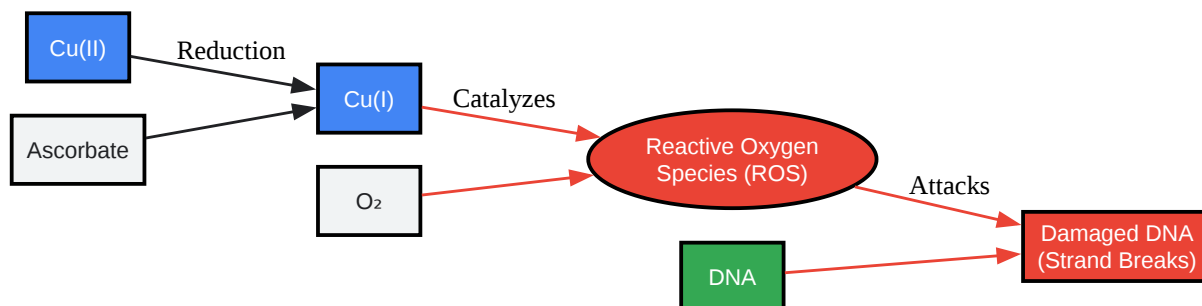 Cu(II)
Reduction
Ascorbate
Cu(I)
Catalyzes
O₂
Reactive Oxygen
Species (ROS)
Attacks
DNA
Damaged DNA
(Strand Breaks)